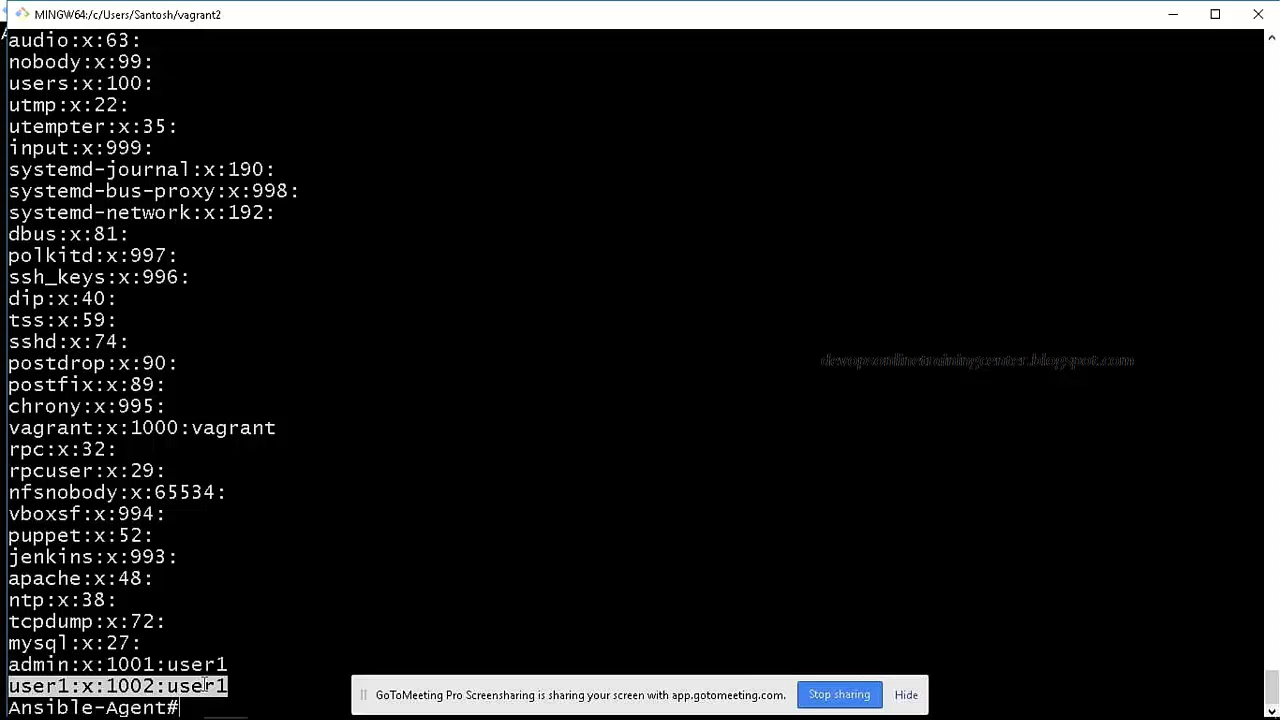 MINGW64:/c/Users/Santosh/vagrant2
audio:x:63:
nobody:x:99:
users:x:100:
utmp:x:22:
utempter:x:35:
input:x:999:
systemd-journal:x:190:
systemd-bus-proxy:x:998:
systemd-network:x:192:
dbus:x:81:
polkitd:x:997:
ssh_keys:x:996:
dip:x:40:
tss:x:59:
sshd:x:74:
devopsonlinetrainingcenter.blogspot.com
postdrop:x:90:
postfix:x:89:
chrony:x:995:
vagrant:x:1000:vagrant
rpc:x:32:
rpcuser:x:29:
nfsnobody:x:65534:
vboxsf:x:994:
puppet:x:52:
jenkins:x:993:
apache:x:48:
ntp:x:38:
tcpdump:x:72:
mysql:x:27:
admin:x:1001:user1
user1:x:1002:user1
Ansible-Agent#
GoToMeeting Pro Screensharing is sharing your screen with app.gotomeeting.com. Stop sharing Hide